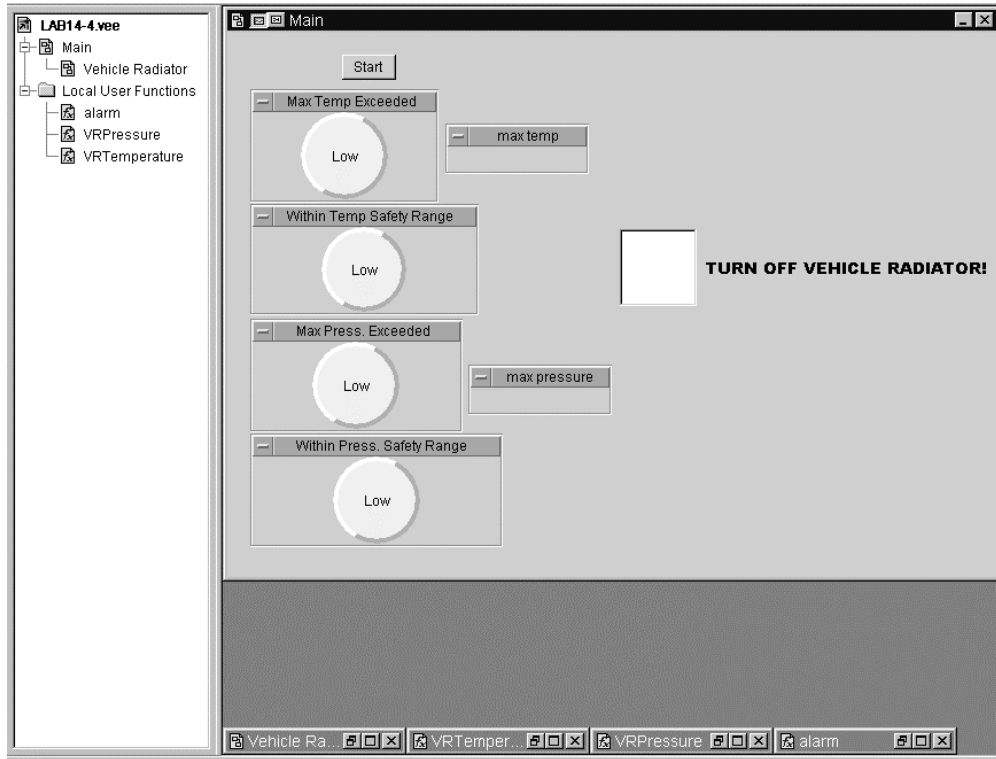 LAB14-4.vee
Main
Vehicle Radiator
Local User Functions
alarm
VRPressure
VRTemperature
Main
Start
Max Temp Exceeded
Low
max temp
Within Temp Safety Range
Low
TURN OFF VEHICLE RADIATOR!
Max Press. Exceeded
Low
max pressure
Within Press. Safety Range
Low
Vehicle Ra...
VRTemper...
VRPressure
alarm